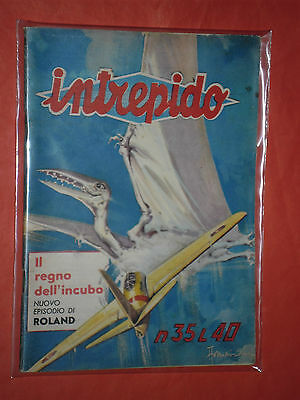 intrepido
Il
regno
dell'incubo
NUOVO
EPISODIO DI
ROLAND
n 35 L 40